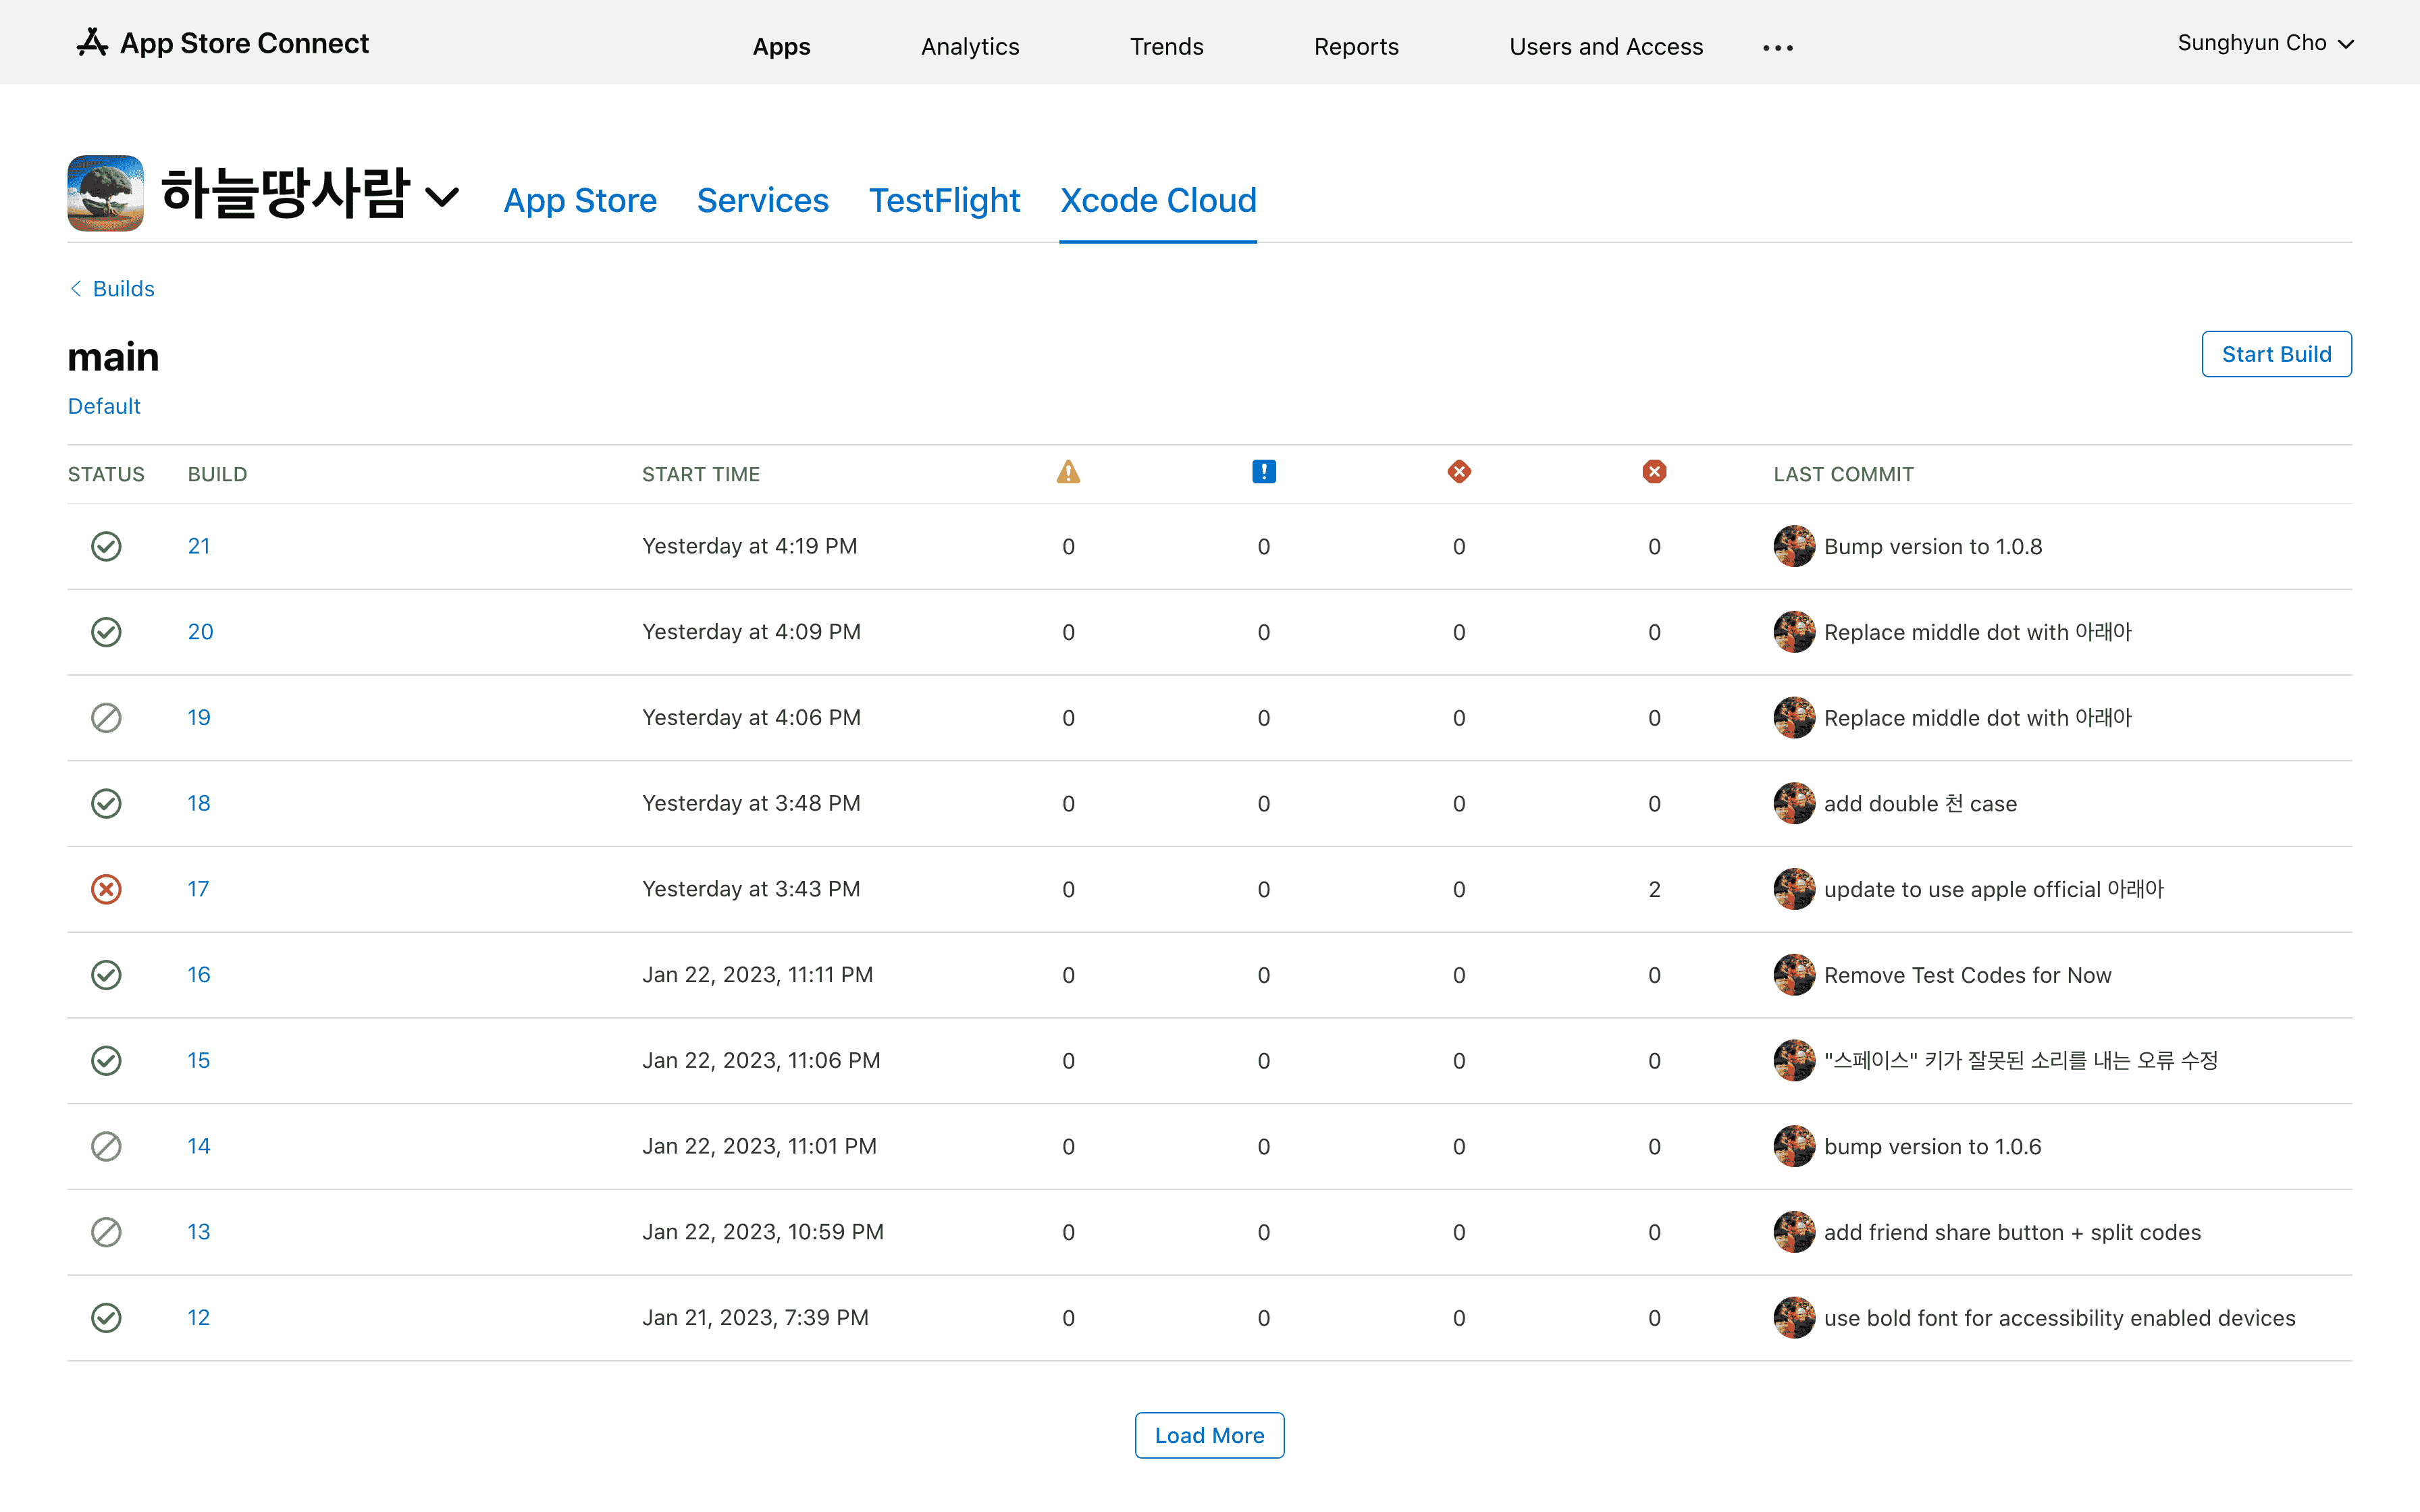 App Store Connect Apps Analytics Trends Reports Users and Access ... Sunghyun Cho
하늘땅사람 App Store Services TestFlight Xcode Cloud
Builds
main Start Build
Default
STATUS BUILD START TIME LAST COMMIT
21 Yesterday at 4:19 PM 0 0 0 0 Bump version to 1.0.8
20 Yesterday at 4:09 PM 0 0 0 0 Replace middle dot with 아래아
19 Yesterday at 4:06 PM 0 0 0 0 Replace middle dot with 아래아
18 Yesterday at 3:48 PM 0 0 0 0 add double 천 case
17 Yesterday at 3:43 PM 0 0 0 2 update to use apple official 아래아
16 Jan 22, 2023, 11:11 PM 0 0 0 0 Remove Test Codes for Now
15 Jan 22, 2023, 11:06 PM 0 0 0 0 "스페이스" 키가 잘못된 소리를 내는 오류 수정
14 Jan 22, 2023, 11:01 PM 0 0 0 0 bump version to 1.0.6
13 Jan 22, 2023, 10:59 PM 0 0 0 0 add friend share button + split codes
12 Jan 21, 2023, 7:39 PM 0 0 0 0 use bold font for accessibility enabled devices
Load More